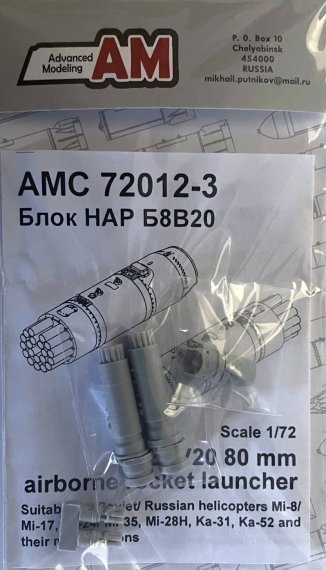 Advanced
Modeling
AM
P. O. Box 10
Chelyabinsk
454000
RUSSIA
mikhail.putnikov@mail.ru
AMC 72012-3
Блок НАР Б8В20
Scale 1/72
20 80 mm
airborne rocket launcher
Soviet/ Russian helicopters Mi-8/
Mi-17, 35, Mi-28H, Ka-31, Ka-52 and
their